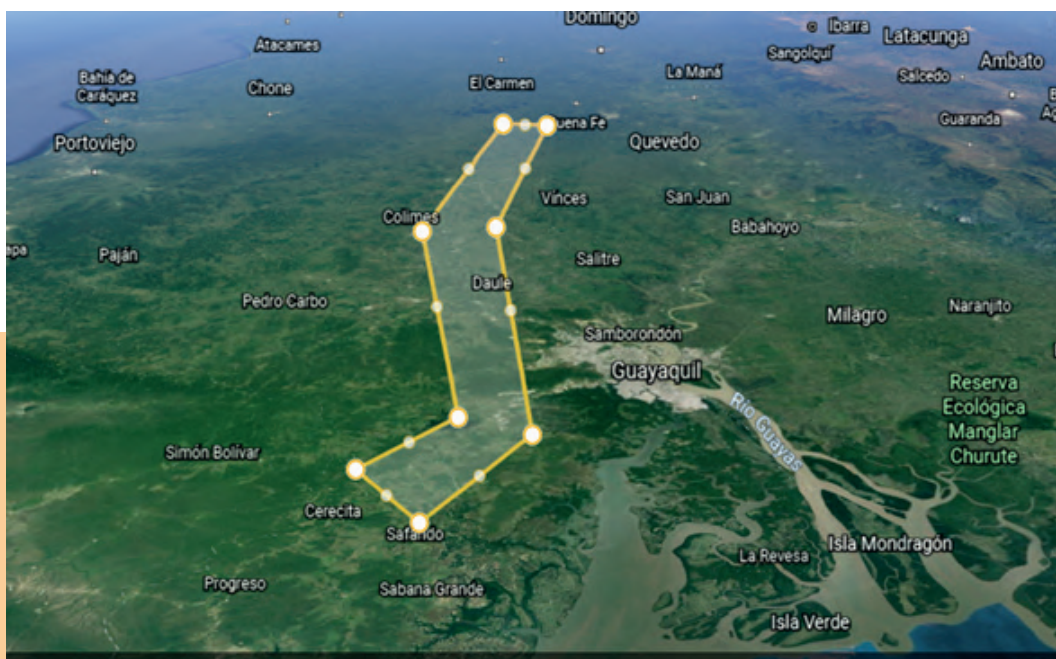 Domingo
Ibarra
Atacames
Latacunga
Sangolquí
Ambato
La Maná
Salcedo
Bahía de
Caráquez
El Carmen
Chone
Guaranda
uena Fe
Portoviejo
Quevedo
Vinces
San Juan
Colimes
Babahoyo
apa
Paján
Salitre
Daule
Pedro Carbo
Naranjito
Milagro
Samborondón
Guayaquil
Reserva
Ecológica
Manglar
Churute
Río Guayas
Simón Bolívar
Cerecita
Safando
Isla Mondragón
La Revesa
Progreso
Sabana Grande
Isla Verde